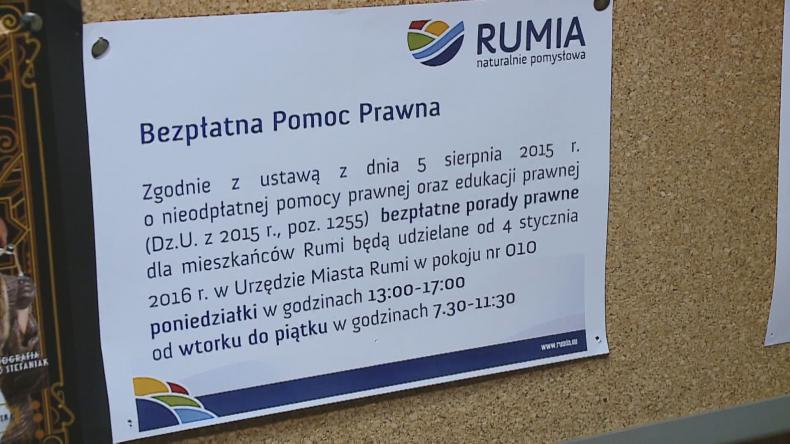 RUMIA
naturalnie pomysłowa
Bezpłatna Pomoc Prawna
Zgodnie z ustawą z dnia 5 sierpnia 2015 r.
o nieodpłatnej pomocy prawnej oraz edukacji prawnej
(Dz.U. z 2015 r., poz. 1255) bezpłatne porady prawne
dla mieszkańców Rumi będą udzielane od 4 stycznia
2016 r. w Urzędzie Miasta Rumi w pokoju nr 010
poniedziałki w godzinach 13:00-17:00
od wtorku do piątku w godzinach 7.30-11:30
www.rumia.eu
OGRAFIA
STEFANIAK